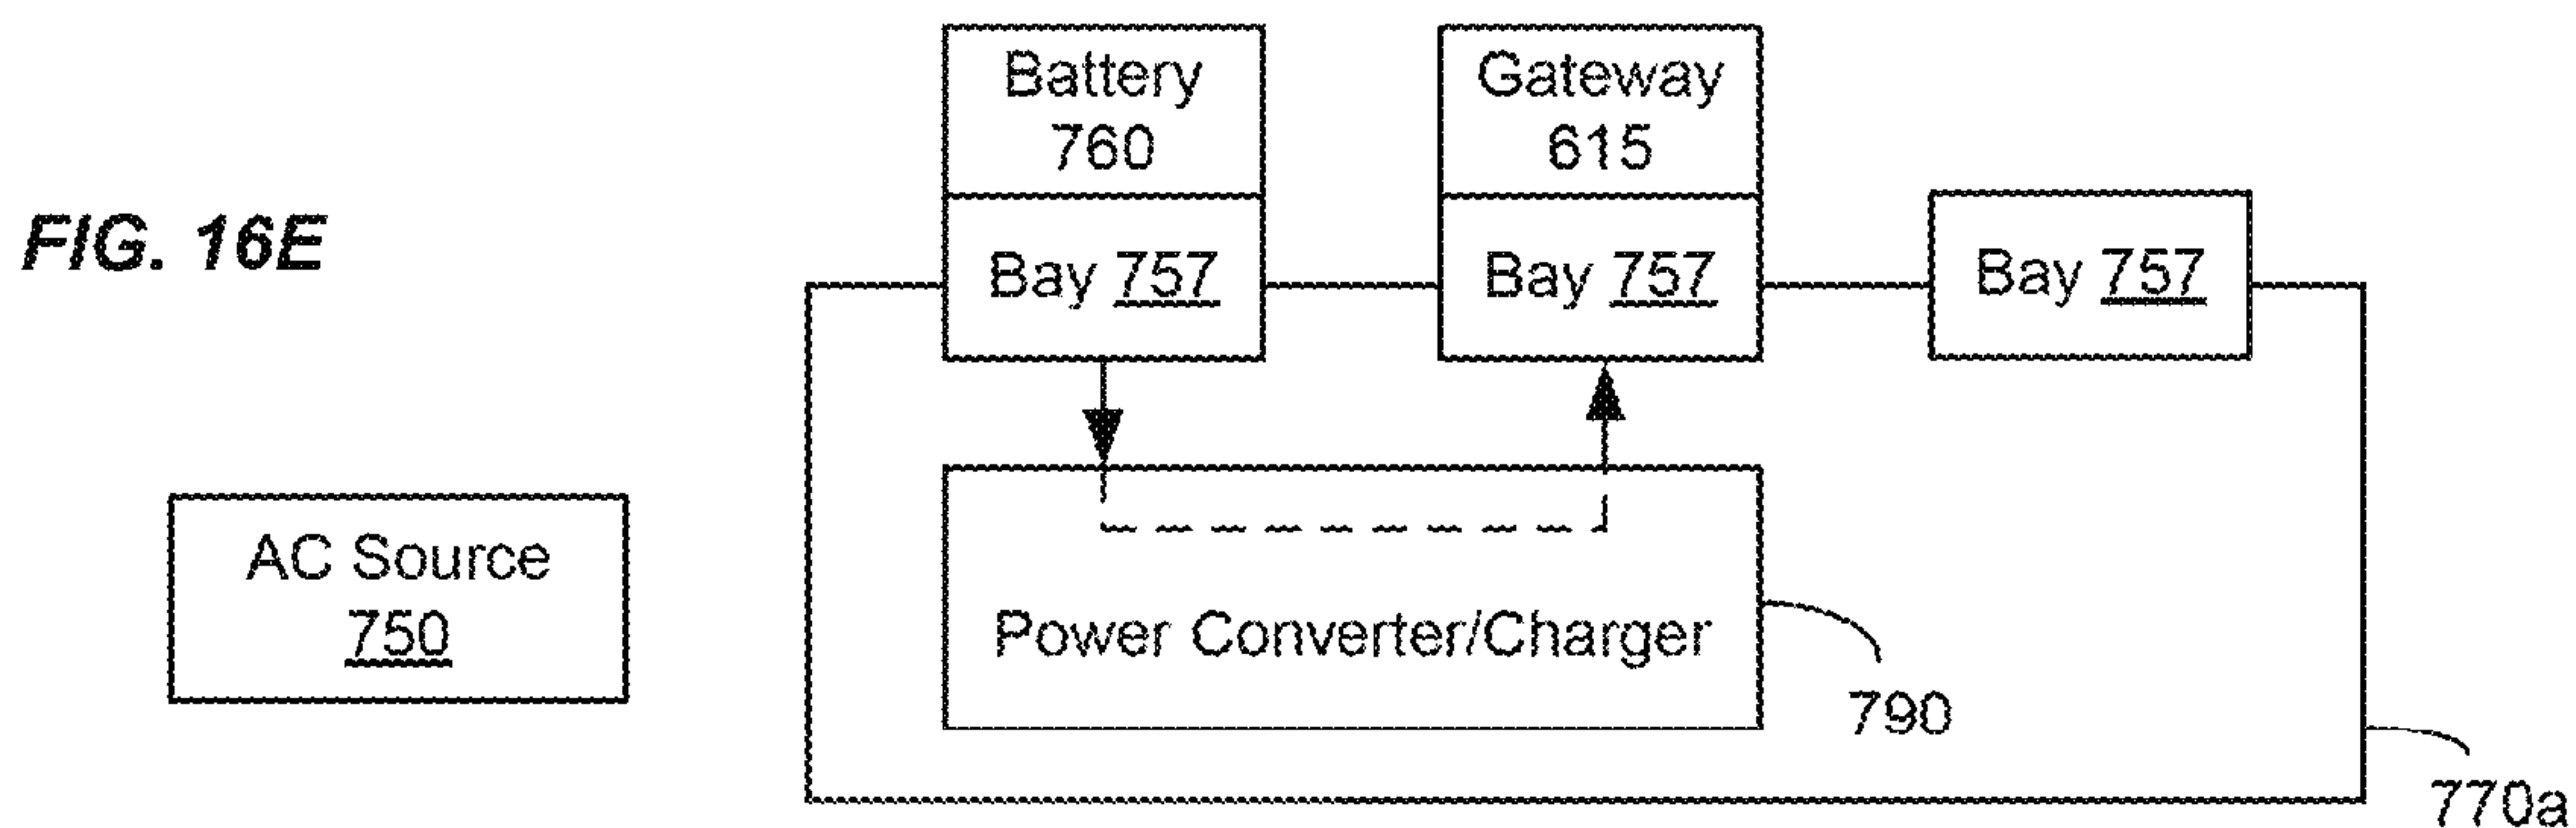 Battery
760
Gateway
615
FIG. 16E
Bay 757
Bay 757
Bay 757
AC Source
750
Power Converter/Charger
790
770a